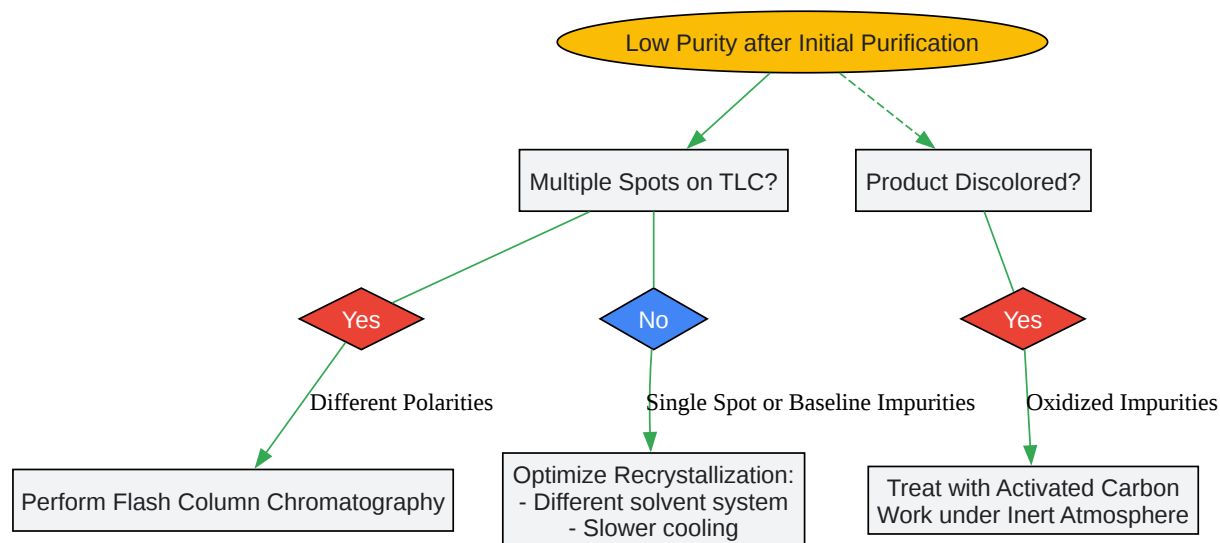 Low Purity after Initial Purification
Multiple Spots on TLC?
Product Discolored?
Yes
No
Yes
Different Polarities
Single Spot or Baseline Impurities
Oxidized Impurities
Perform Flash Column Chromatography
Optimize Recrystallization:
- Different solvent system
- Slower cooling
Treat with Activated Carbon
Work under Inert Atmosphere